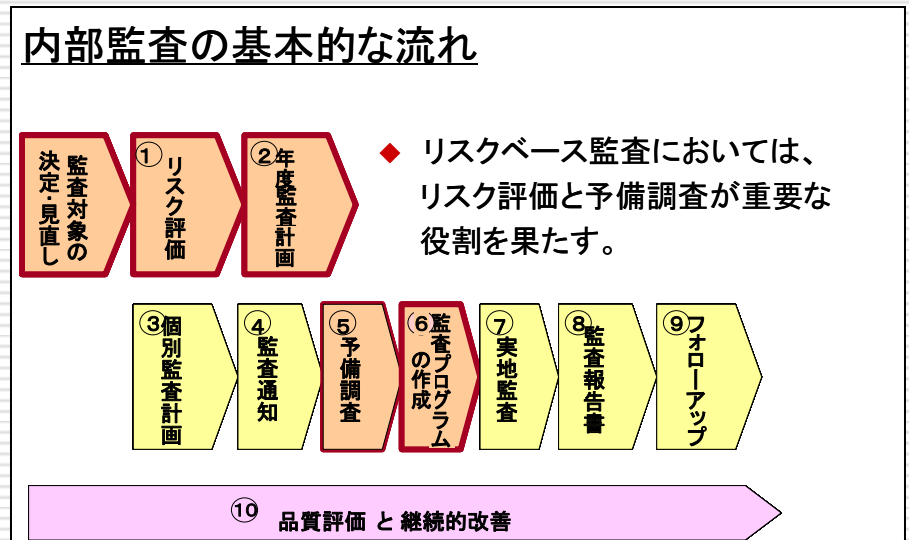 内部監査の基本的な流れ
監査対象の
決定・見直し
①リスク評価
②年度監査計画
◆ リスクベース監査においては、
リスク評価と予備調査が重要な
役割を果たす。
③個別監査計画
④監査通知
⑤予備調査
⑥監査プログラム
の作成
⑦実地監査
⑧監査報告書
⑨フォローアップ
⑩ 品質評価 と 継続的改善